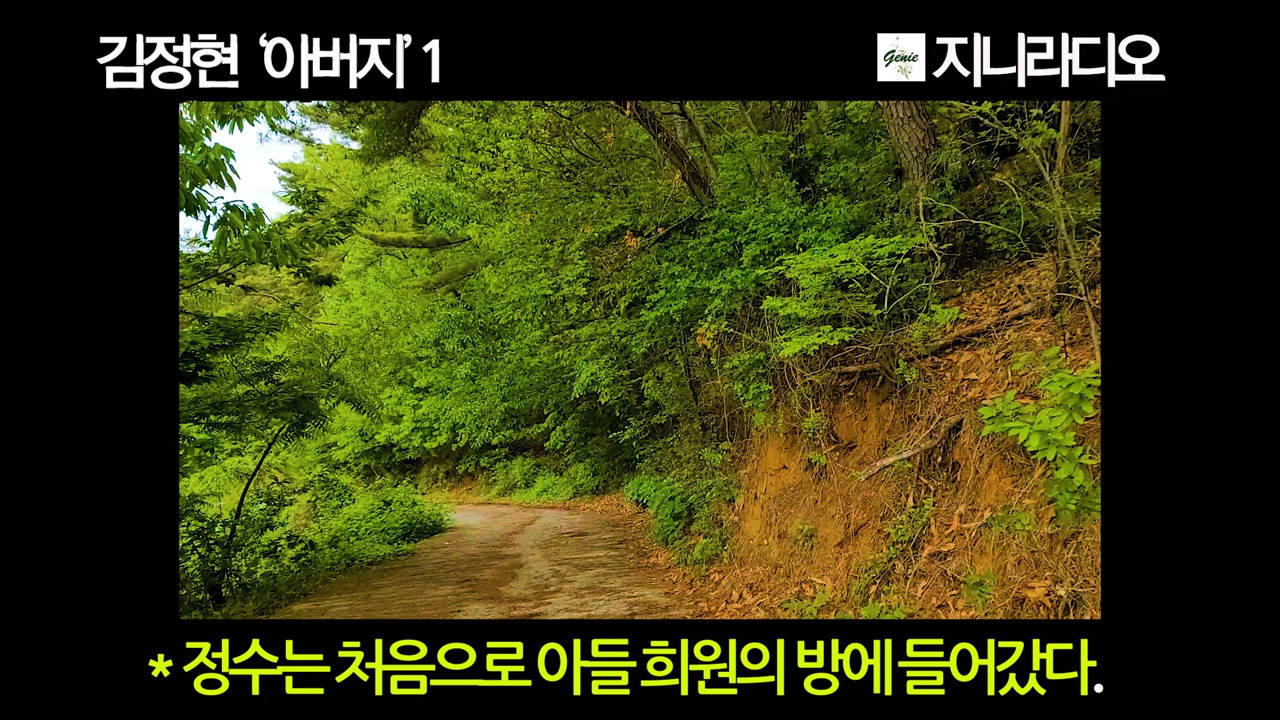 김정현 ‘아버지’ 1
Genie 지니라디오
* 정수는 처음으로 아들 희원의 방에 들어갔다.